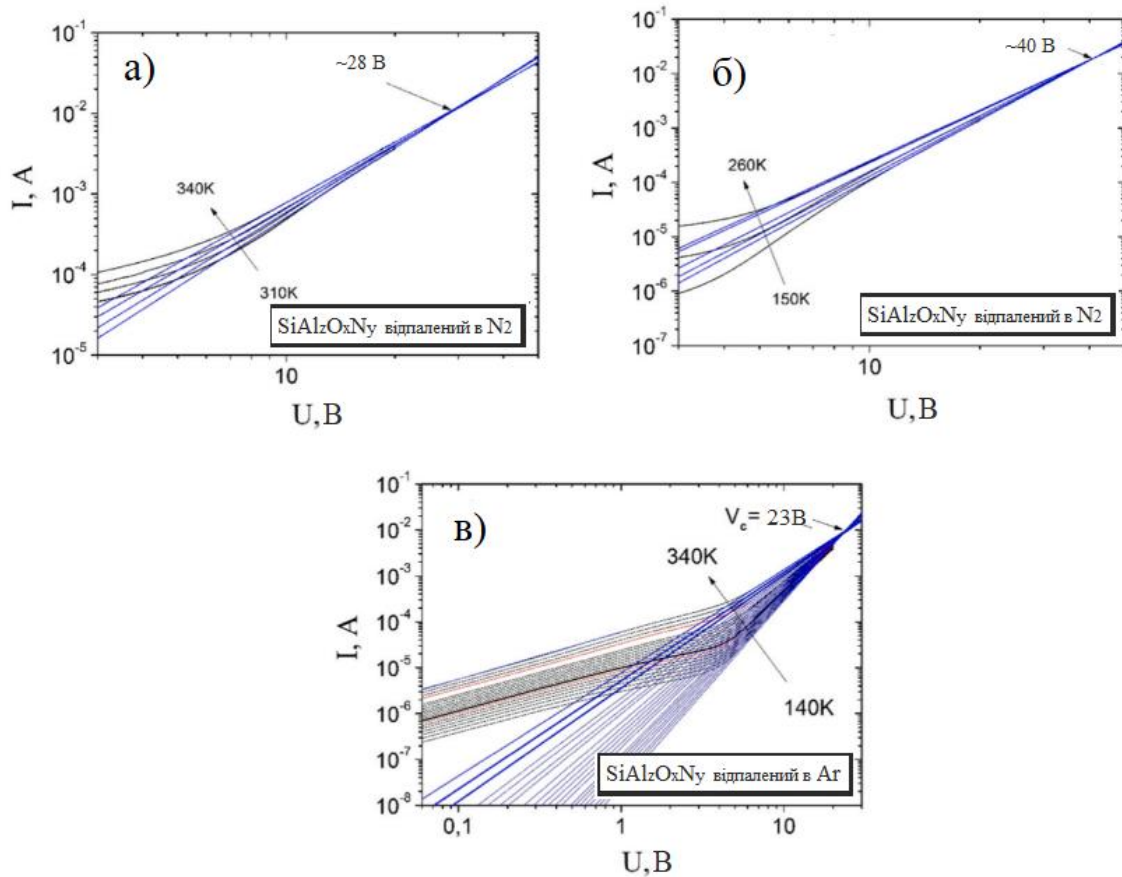 а)
~28 В
I, A
10⁻¹
10⁻²
10⁻³
10⁻⁴
10⁻⁵
340K
310K
SiAlzOxNy відпалений в N2
10
U, В
б)
~40 В
I, A
10⁻¹
10⁻²
10⁻³
10⁻⁴
10⁻⁵
10⁻⁶
10⁻⁷
260K
150K
SiAlzOxNy відпалений в N2
10
U, В
в)
Vc = 23В
I, A
10⁻¹
10⁻²
10⁻³
10⁻⁴
10⁻⁵
10⁻⁶
10⁻⁷
10⁻⁸
340K
140K
SiAlzOxNy відпалений в Ar
0,1
1
10
U, В